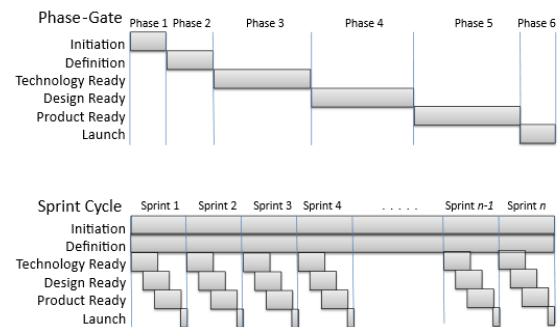 Phase-Gate
Phase 1 Phase 2 Phase 3 Phase 4 Phase 5 Phase 6
Initiation
Definition
Technology Ready
Design Ready
Product Ready
Launch
Sprint Cycle
Sprint 1 Sprint 2 Sprint 3 Sprint 4 . . . . . Sprint n-1 Sprint n
Initiation
Definition
Technology Ready
Design Ready
Product Ready
Launch